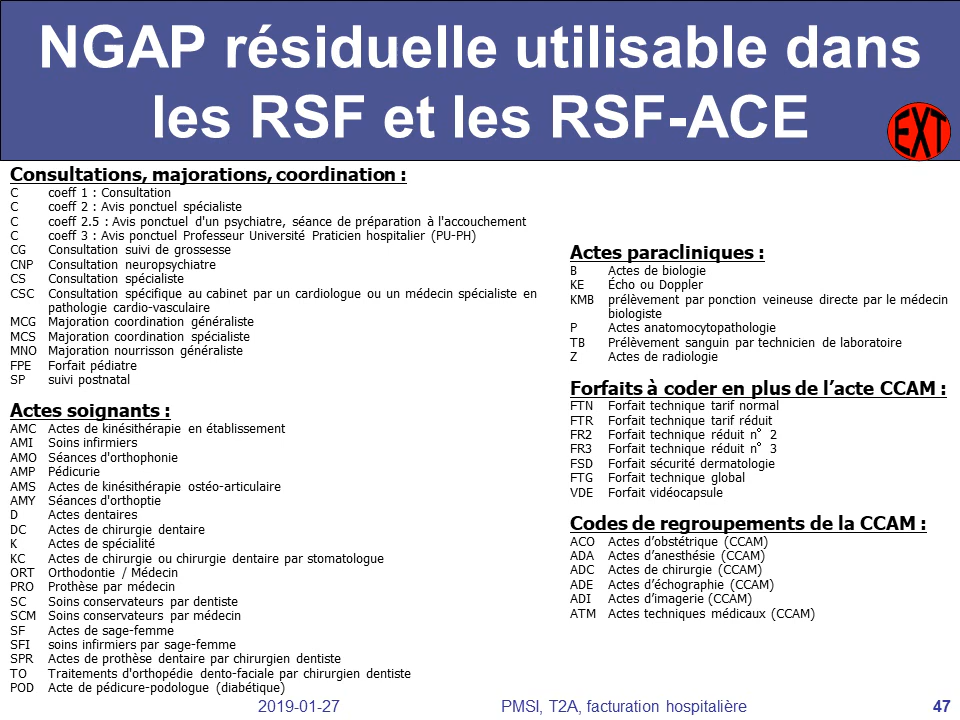 NGAP résiduelle utilisable dans
les RSF et les RSF-ACE
EXT
Consultations, majorations, coordination :
C coeff 1 : Consultation
C coeff 2 : Avis ponctuel spécialiste
C coeff 2.5 : Avis ponctuel d'un psychiatre, séance de préparation à l'accouchement
C coeff 3 : Avis ponctuel Professeur Université Praticien hospitalier (PU-PH)
CG Consultation suivi de grossesse
CNP Consultation neuropsychiatre
CS Consultation spécialiste
CSC Consultation spécifique au cabinet par un cardiologue ou un médecin spécialiste en
pathologie cardio-vasculaire
MCG Majoration coordination généraliste
MCS Majoration coordination spécialiste
MNO Majoration nourrisson généraliste
FPE Forfait pédiatre
SP suivi postnatal
Actes soignants :
AMC Actes de kinésithérapie en établissement
AMI Soins infirmiers
AMO Séances d'orthophonie
AMP Pédicurie
AMS Actes de kinésithérapie ostéo-articulaire
AMY Séances d'orthoptie
D Actes dentaires
DC Actes de chirurgie dentaire
K Actes de spécialité
KC Actes de chirurgie ou chirurgie dentaire par stomatologue
ORT Orthodontie / Médecin
PRO Prothèse par médecin
SC Soins conservateurs par dentiste
SCM Soins conservateurs par médecin
SF Actes de sage-femme
SFI soins infirmiers par sage-femme
SPR Actes de prothèse dentaire par chirurgien dentiste
TO Traitements d'orthopédie dento-faciale par chirurgien dentiste
POD Acte de pédicure-podologue (diabétique)
Actes paracliniques :
B Actes de biologie
KE Écho ou Doppler
KMB prélèvement par ponction veineuse directe par le médecin
biologiste
P Actes anatomocytopathologie
TB Prélèvement sanguin par technicien de laboratoire
Z Actes de radiologie
Forfaits à coder en plus de l’acte CCAM :
FTN Forfait technique tarif normal
FTR Forfait technique tarif réduit
FR2 Forfait technique réduit n° 2
FR3 Forfait technique réduit n° 3
FSD Forfait sécurité dermatologie
FTG Forfait technique global
VDE Forfait vidéocapsule
Codes de regroupements de la CCAM :
ACO Actes d’obstétrique (CCAM)
ADA Actes d’anesthésie (CCAM)
ADC Actes de chirurgie (CCAM)
ADE Actes d’échographie (CCAM)
ADI Actes d’imagerie (CCAM)
ATM Actes techniques médicaux (CCAM)
2019-01-27 PMSI, T2A, facturation hospitalière 47